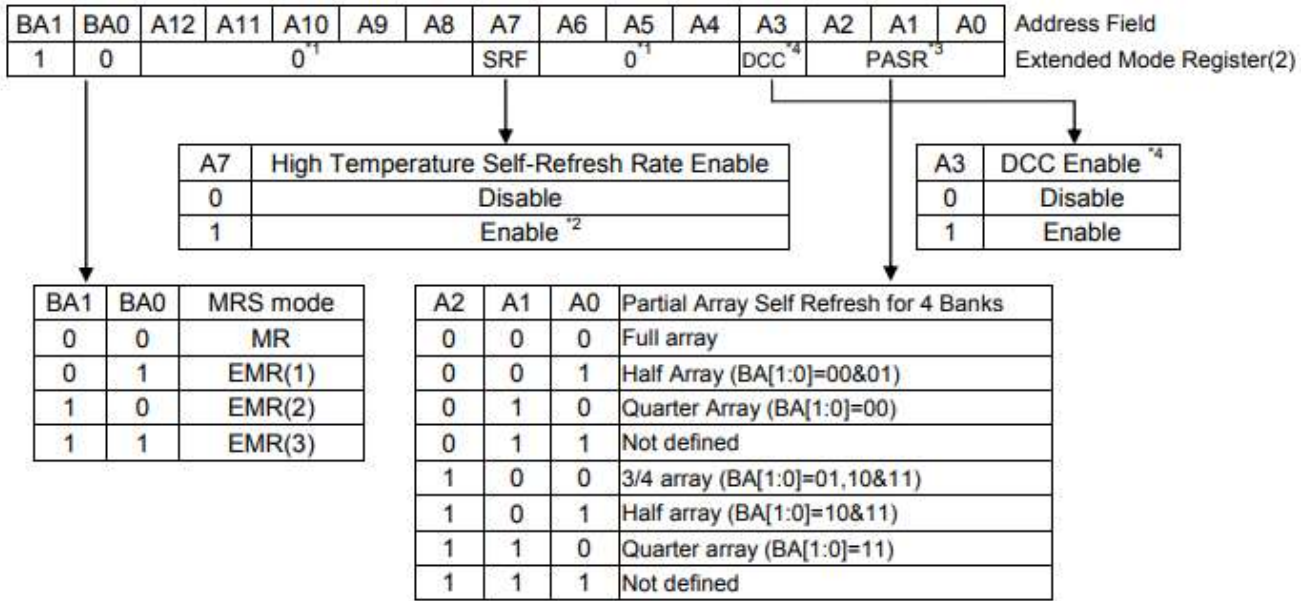 BA1 BA0 A12 A11 A10 A9 A8 A7 A6 A5 A4 A3 A2 A1 A0 Address Field
1 0 0*1 SRF 0*1 DCC*4 PASR*3 Extended Mode Register(2)
A7 High Temperature Self-Refresh Rate Enable
0 Disable
1 Enable *2
A3 DCC Enable *4
0 Disable
1 Enable
BA1 BA0 MRS mode
0 0 MR
0 1 EMR(1)
1 0 EMR(2)
1 1 EMR(3)
A2 A1 A0 Partial Array Self Refresh for 4 Banks
0 0 0 Full array
0 0 1 Half Array (BA[1:0]=00&01)
0 1 0 Quarter Array (BA[1:0]=00)
0 1 1 Not defined
1 0 0 3/4 array (BA[1:0]=01,10&11)
1 0 1 Half array (BA[1:0]=10&11)
1 1 0 Quarter array (BA[1:0]=11)
1 1 1 Not defined